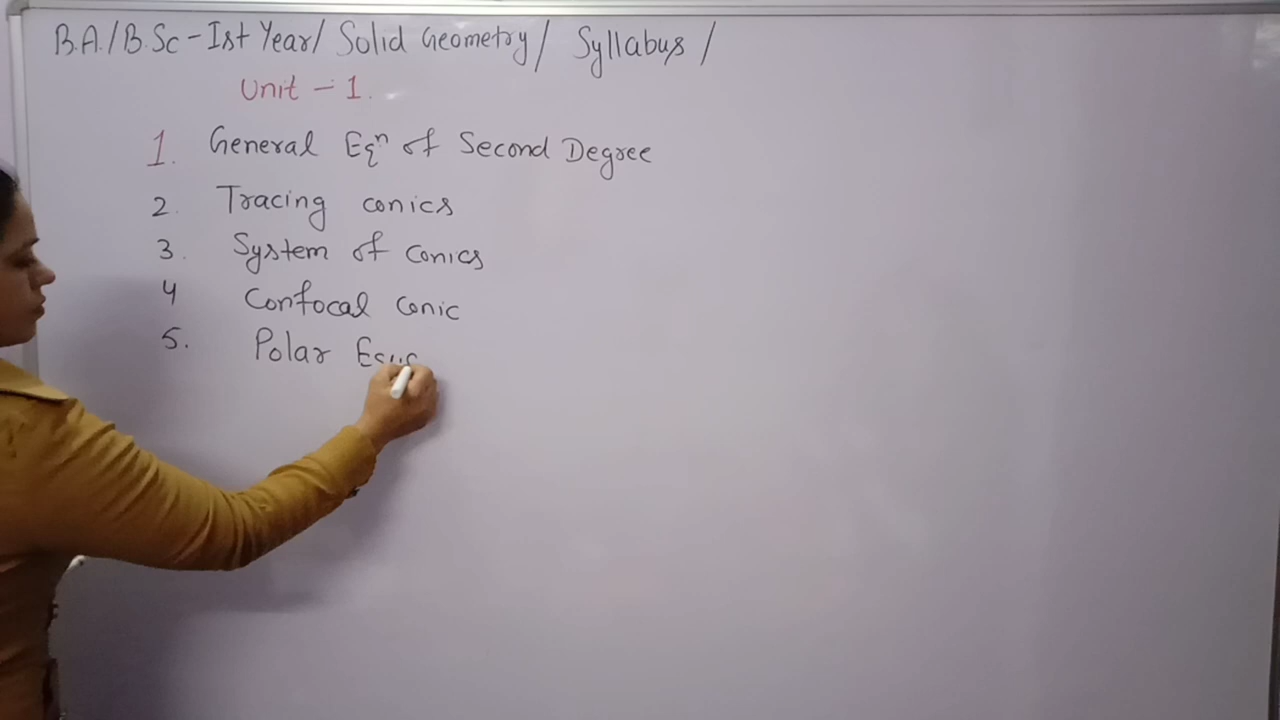 B.A./B.Sc - Ist Year/ Solid Geometry/ Syllabus /
Unit - 1.
1. General Eqⁿ of Second Degree
2. Tracing conics
3. System of Conics
4 Confocal Conic
5. Polar